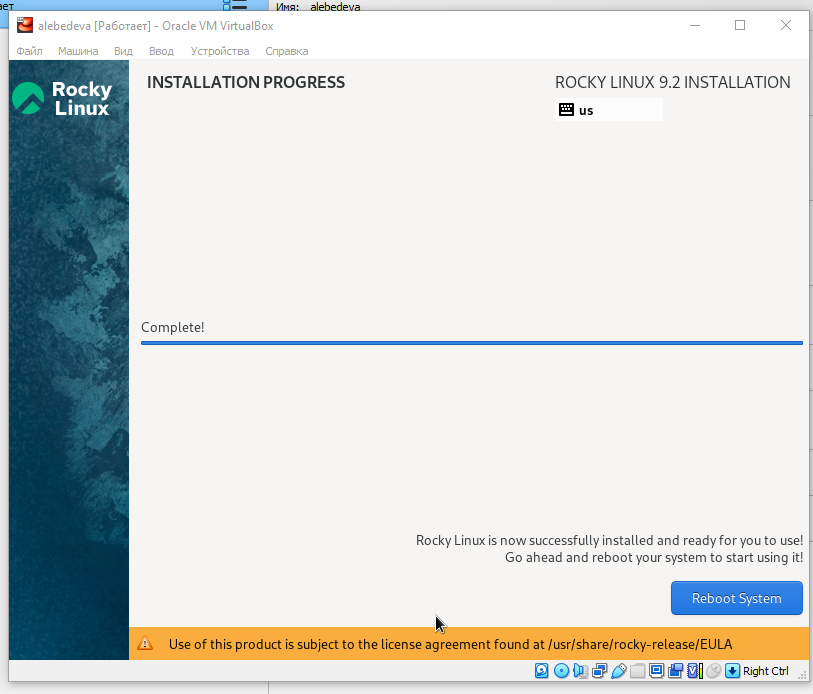 Имя: alebedeva
alebedeva [Работает] - Oracle VM VirtualBox
Файл Машина Вид Ввод Устройства Справка
Rocky
Linux
INSTALLATION PROGRESS
ROCKY LINUX 9.2 INSTALLATION
us
Complete!
Rocky Linux is now successfully installed and ready for you to use!
Go ahead and reboot your system to start using it!
Reboot System
Use of this product is subject to the license agreement found at /usr/share/rocky-release/EULA
Right Ctrl